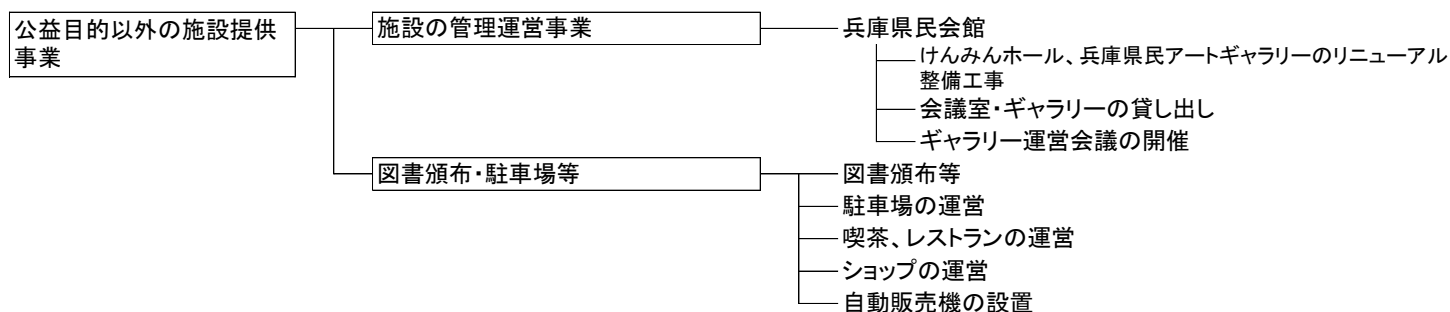 公益目的以外の施設提供
事業
施設の管理運営事業
兵庫県民会館
けんみんホール、兵庫県民アートギャラリーのリニューアル
整備工事
会議室・ギャラリーの貸し出し
ギャラリー運営会議の開催
図書頒布・駐車場等
図書頒布等
駐車場の運営
喫茶、レストランの運営
ショップの運営
自動販売機の設置